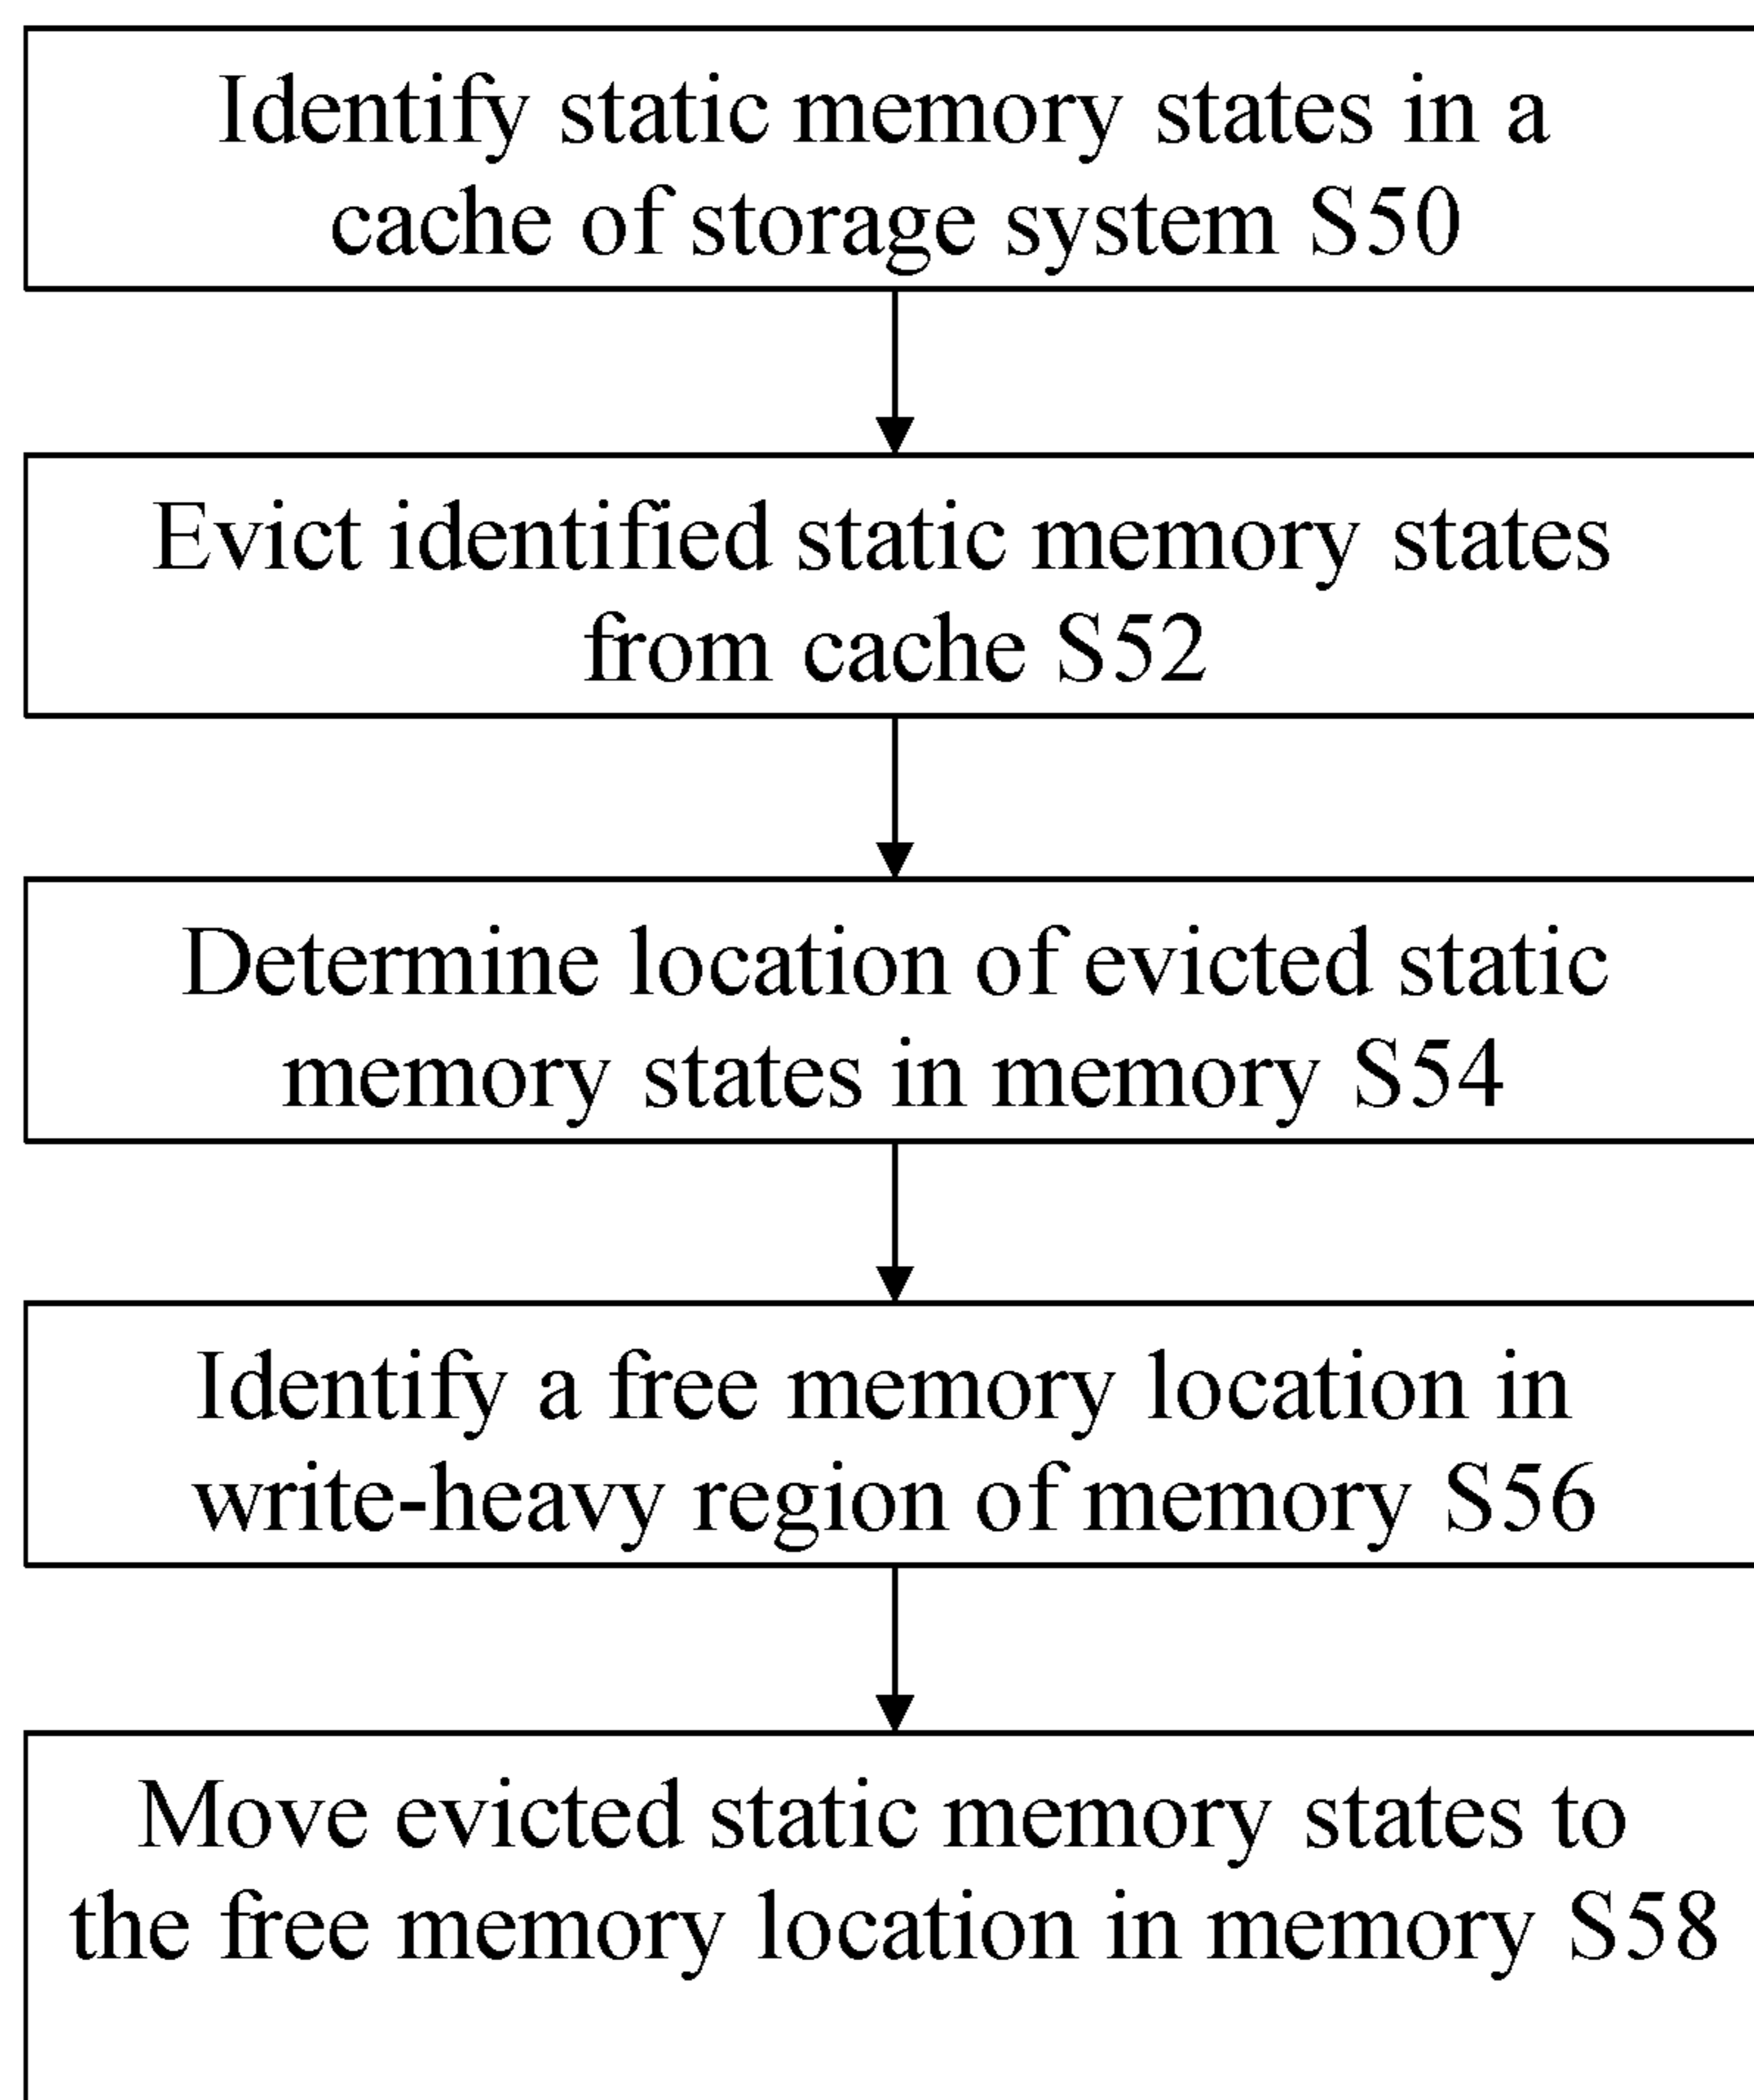 Identify static memory states in a
cache of storage system S50
Evict identified static memory states
from cache S52
Determine location of evicted static
memory states in memory S54
Identify a free memory location in
write-heavy region of memory S56
Move evicted static memory states to
the free memory location in memory S58